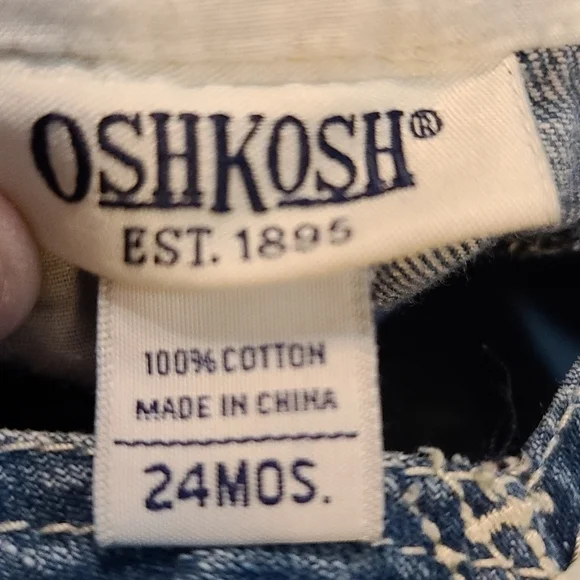 OSHKOSH®
EST. 1895
100% COTTON
MADE IN CHINA
24MOS.